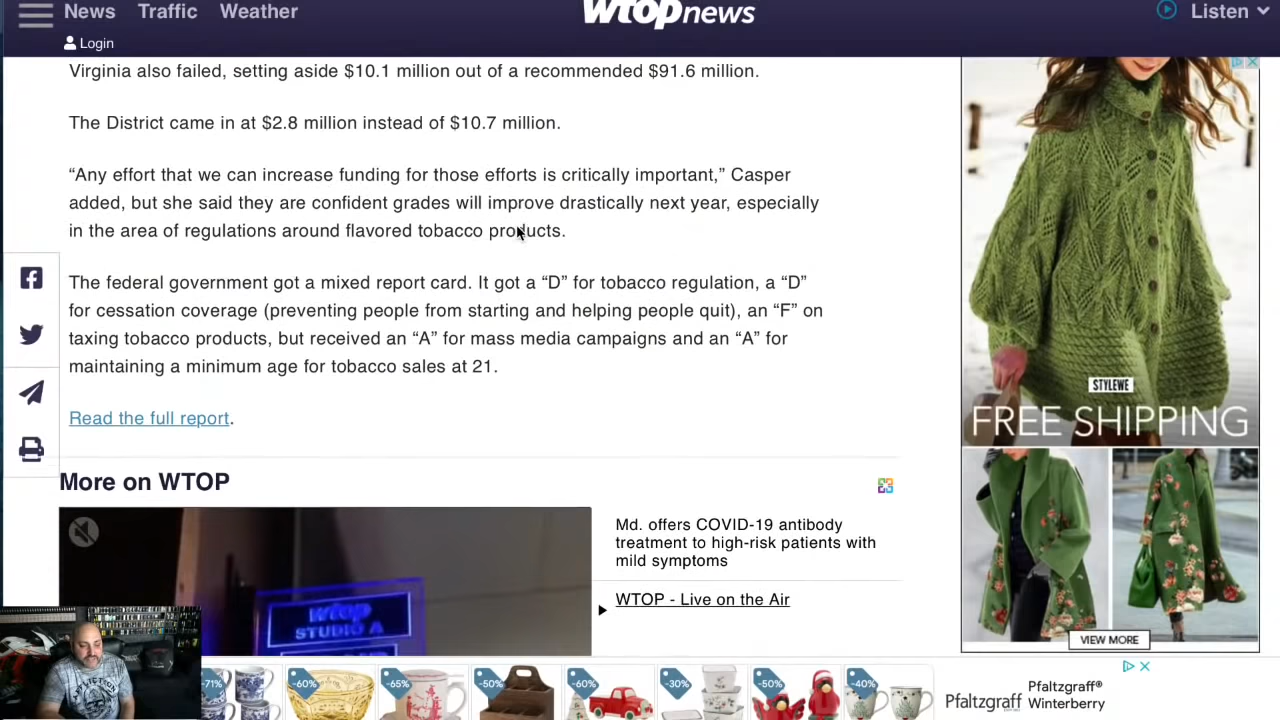 News Traffic Weather
wtop news
Listen
Login
Virginia also failed, setting aside $10.1 million out of a recommended $91.6 million.
The District came in at $2.8 million instead of $10.7 million.
“Any effort that we can increase funding for those efforts is critically important,” Casper
added, but she said they are confident grades will improve drastically next year, especially
in the area of regulations around flavored tobacco products.
The federal government got a mixed report card. It got a “D” for tobacco regulation, a “D”
for cessation coverage (preventing people from starting and helping people quit), an “F” on
taxing tobacco products, but received an “A” for mass media campaigns and an “A” for
maintaining a minimum age for tobacco sales at 21.
Read the full report.
More on WTOP
wtop
STUDIO A
Md. offers COVID-19 antibody
treatment to high-risk patients with
mild symptoms
WTOP - Live on the Air
STYLEWE
FREE SHIPPING
VIEW MORE
-71%
-60%
-65%
-50%
-60%
-30%
-50%
-40%
Pfaltzgraff
Pfaltzgraff®
Winterberry